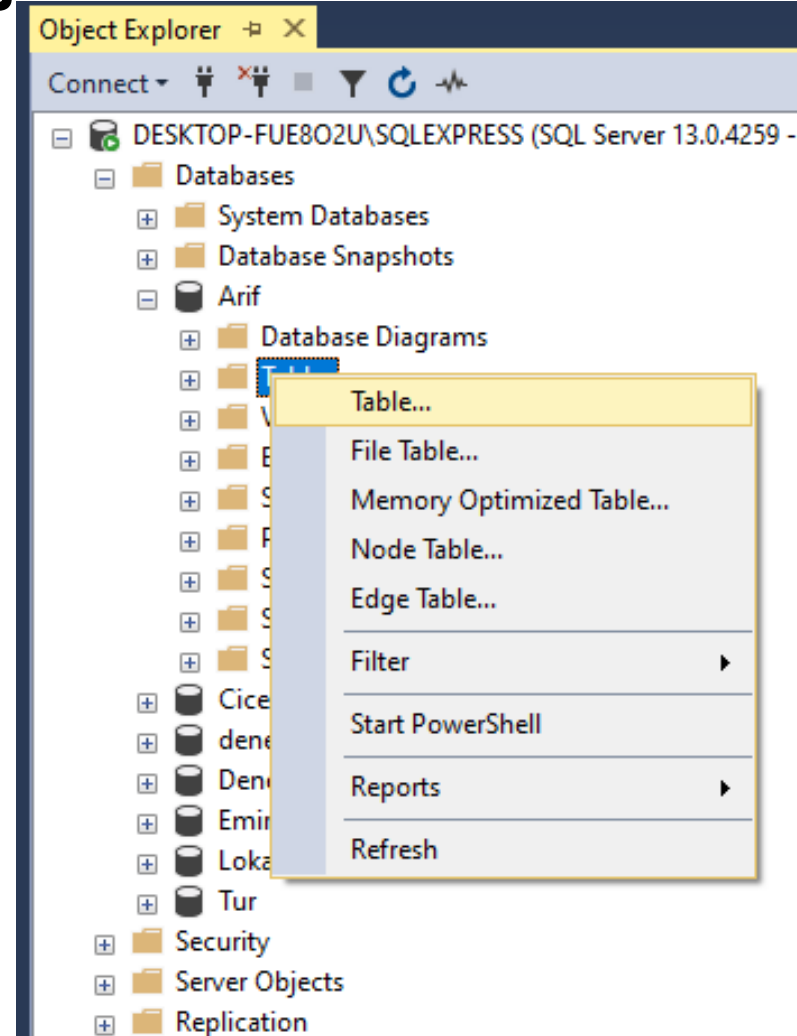 Object Explorer
Connect
DESKTOP-FUE8O2U\SQLEXPRESS (SQL Server 13.0.4259 -
Databases
System Databases
Database Snapshots
Arif
Database Diagrams
Table...
File Table...
Memory Optimized Table...
Node Table...
Edge Table...
Filter
Start PowerShell
Reports
Refresh
Tur
Security
Server Objects
Replication